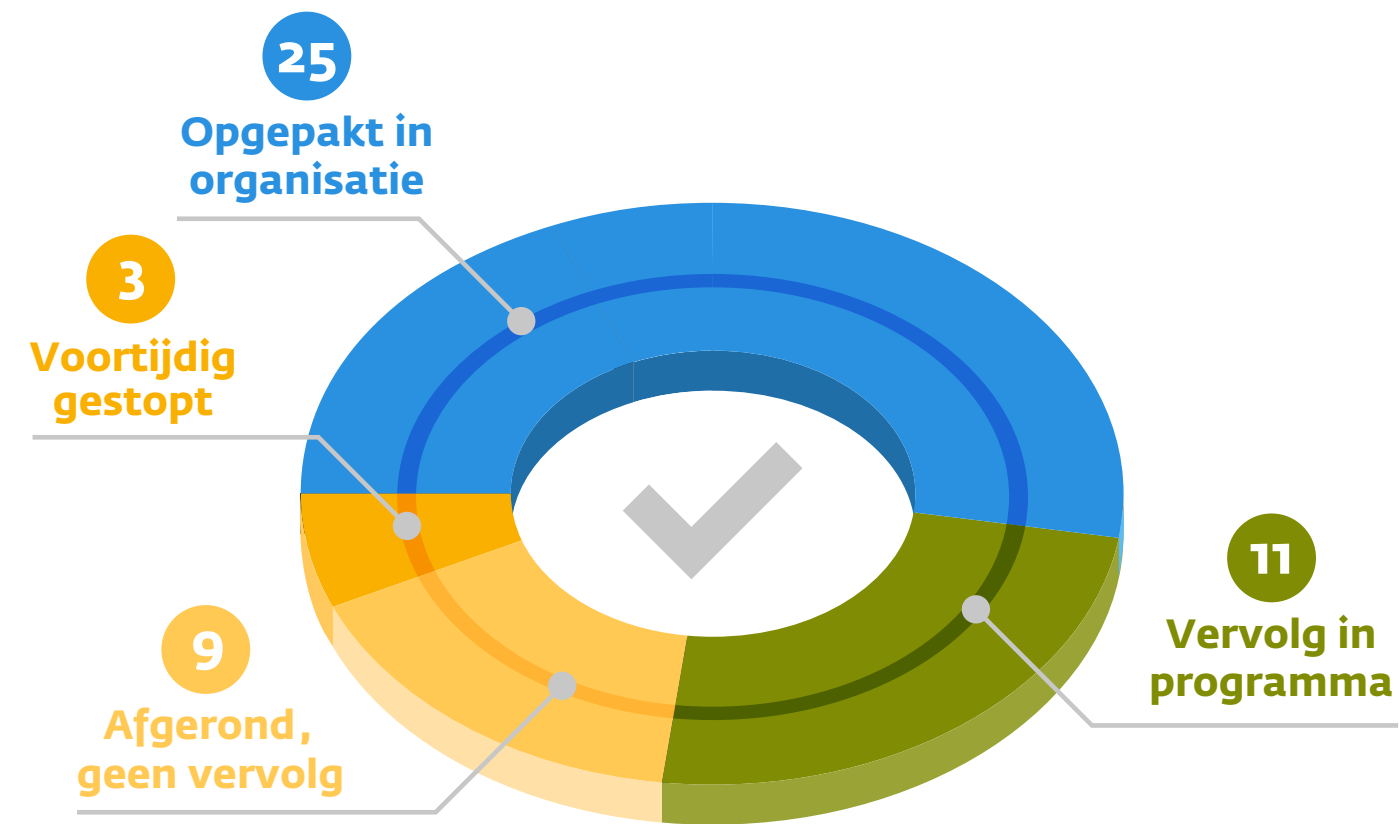 25
Opgepakt in
organisatie
3
Voortijdig
gestopt
9
Afgerond,
geen vervolg
11
Vervolg in
programma